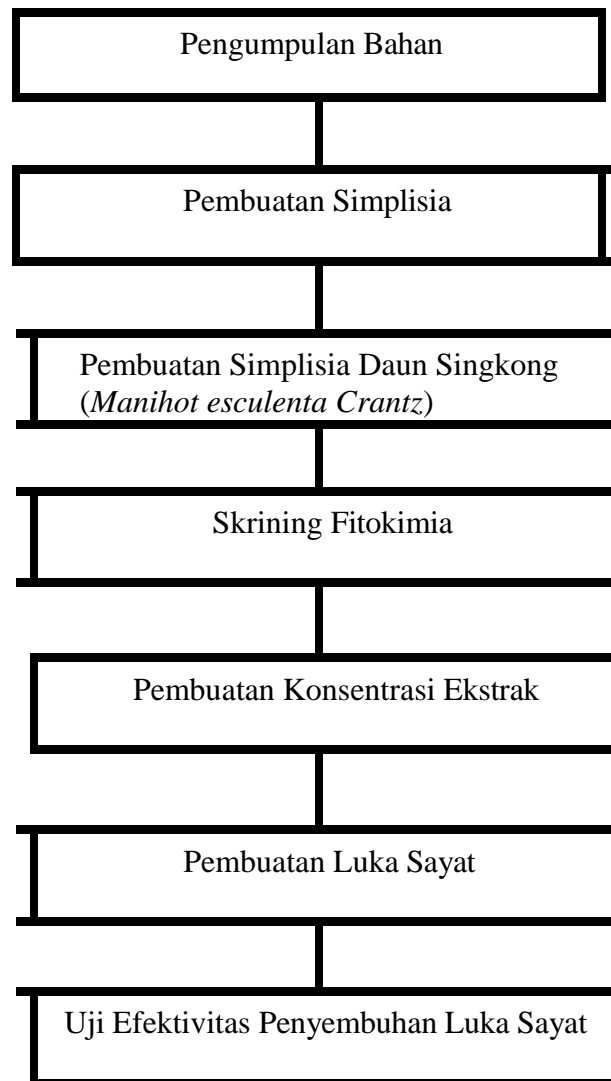 Pengumpulan Bahan
Pembuatan Simplisia
Pembuatan Simplisia Daun Singkong
(Manihot esculenta Crantz)
Skrining Fitokimia
Pembuatan Konsentrasi Ekstrak
Pembuatan Luka Sayat
Uji Efektivitas Penyembuhan Luka Sayat